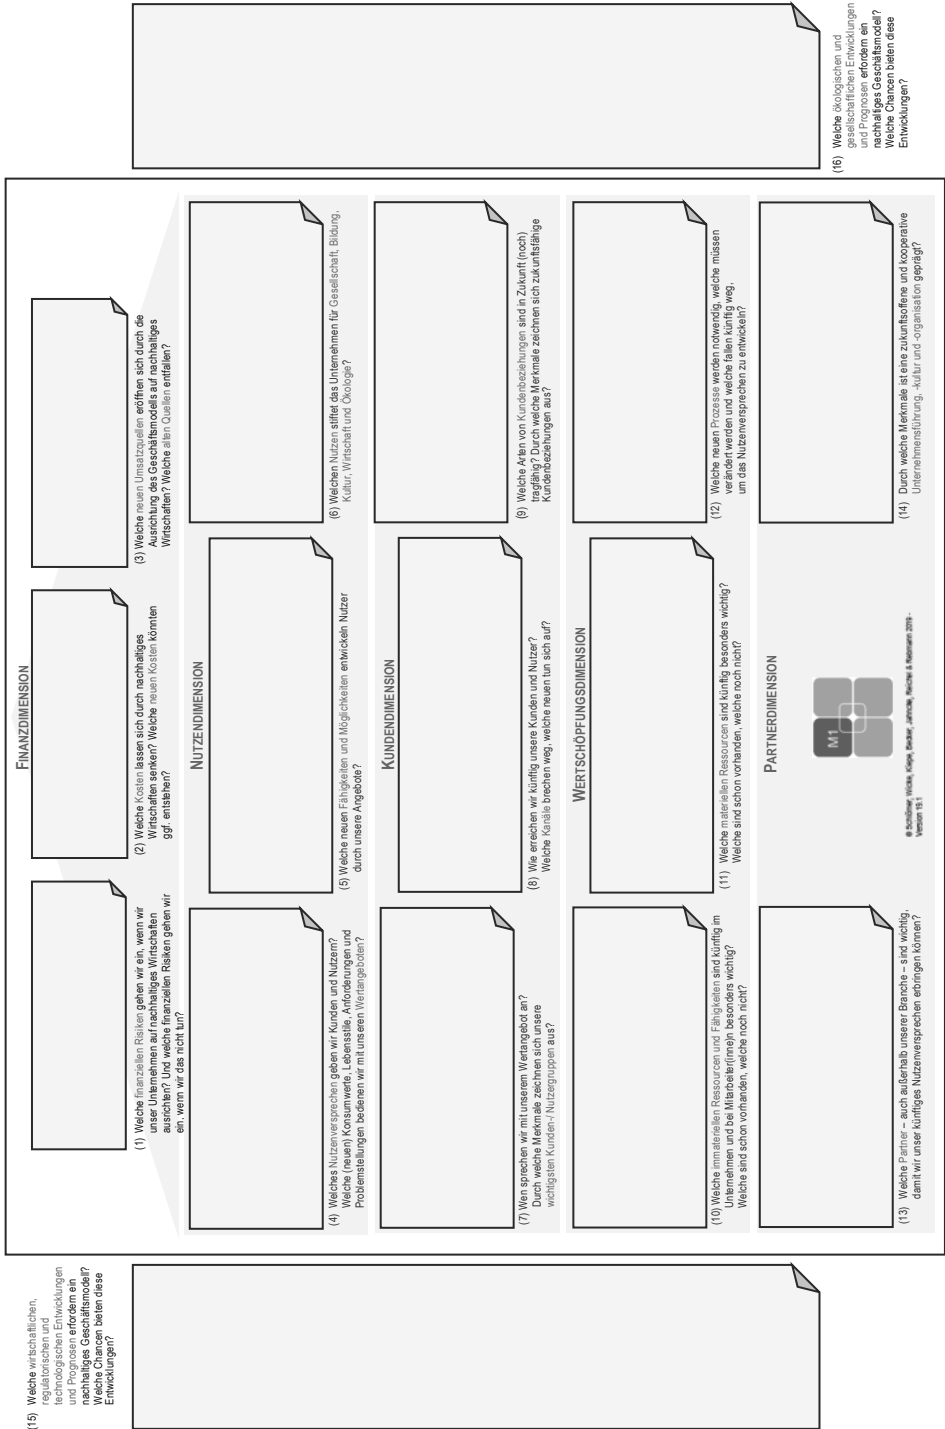 (15) Welche wirtschaftlichen,
regulatorischen und
technologischen Entwicklungen
und Prognosen erfordern ein
nachhaltiges Geschäftsmodell?
Welche Chancen bieten diese
Entwicklungen?
FINANZDIMENSION
(1) Welche finanziellen Risiken gehen wir ein, wenn wir
unser Unternehmen auf nachhaltiges Wirtschaften
ausrichten? Und welche finanziellen Risiken gehen wir
ein, wenn wir das nicht tun?
(2) Welche Kosten lassen sich durch nachhaltiges
Wirtschaften senken? Welche neuen Kosten könnten
ggf. entstehen?
(3) Welche neuen Umsatzquellen eröffnen sich durch die
Ausrichtung des Geschäftsmodells auf nachhaltiges
Wirtschaften? Welche alten Quellen entfallen?
NUTZENDIMENSION
(4) Welches Nutzenversprechen geben wir Kunden und Nutzern?
Welche (neuen) Konsumwerte, Lebensstile, Anforderungen und
Problemstellungen bedienen wir mit unseren Wertangeboten?
(5) Welche neuen Fähigkeiten und Möglichkeiten entwickeln Nutzer
durch unsere Angebote?
(6) Welchen Nutzen stiftet das Unternehmen für Gesellschaft, Bildung,
Kultur, Wirtschaft und Ökologie?
KUNDENDIMENSION
(7) Wen sprechen wir mit unserem Wertangebot an?
Durch welche Merkmale zeichnen sich unsere
wichtigsten Kunden-/ Nutzergruppen aus?
(8) Wie erreichen wir künftig unsere Kunden und Nutzer?
Welche Kanäle brechen weg, welche neuen tun sich auf?
(9) Welche Arten von Kundenbeziehungen sind in Zukunft (noch)
tragfähig? Durch welche Merkmale zeichnen sich zukunftsfähige
Kundenbeziehungen aus?
WERTSCHÖPFUNGSDIMENSION
(10) Welche immateriellen Ressourcen und Fähigkeiten sind künftig im
Unternehmen und bei Mitarbeiter(inne)n besonders wichtig?
Welche sind schon vorhanden, welche noch nicht?
(11) Welche materiellen Ressourcen sind künftig besonders wichtig?
Welche sind schon vorhanden, welche noch nicht?
(12) Welche neuen Prozesse werden notwendig, welche müssen
verändert werden und welche fallen künftig weg,
um das Nutzenversprechen zu entwickeln?
PARTNERDIMENSION
(13) Welche Partner – auch außerhalb unserer Branche – sind wichtig,
damit wir unser künftiges Nutzenversprechen erbringen können?
M1
© Schlömer, Wicke, Kiepe, Becker, Jahncke, Reichel & Rebmann 2019 -
Version 19.1
(14) Durch welche Merkmale ist eine zukunftsoffene und kooperative
Unternehmensführung, -kultur und -organisation geprägt?
(16) Welche ökologischen und
gesellschaftlichen Entwicklungen
und Prognosen erfordern ein
nachhaltiges Geschäftsmodell?
Welche Chancen bieten diese
Entwicklungen?